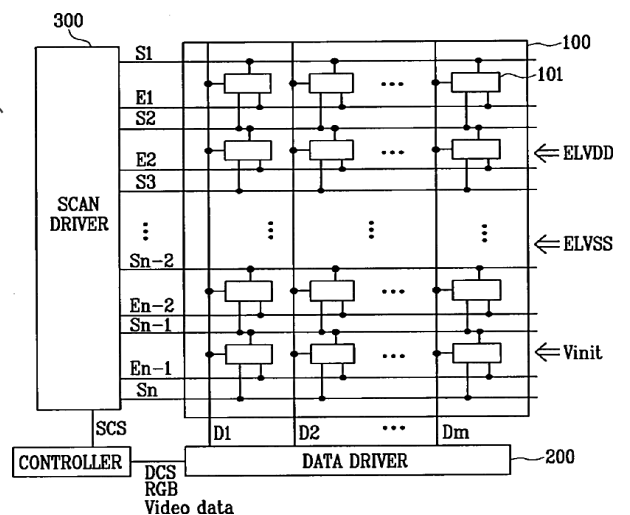 300
S1
100
101
E1
S2
E2
ELVDD
S3
SCAN
DRIVER
ELVSS
Sn-2
En-2
Sn-1
Vinit
En-1
Sn
SCS
D1
D2
Dm
CONTROLLER
DATA DRIVER
200
DCS
RGB
Video data